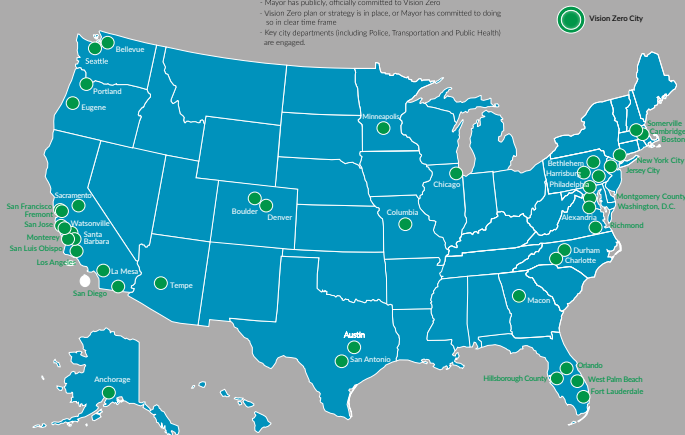 - Mayor has publicly, officially committed to Vision Zero
- Vision Zero plan or strategy is in place, or Mayor has committed to doing
so in clear time frame
- Key city departments (including Police, Transportation and Public Health)
are engaged.
Vision Zero City
Bellevue
Seattle
Portland
Eugene
Minneapolis
Somerville
Cambridge
Boston
New York City
Bethlehem
Jersey City
Harrisburg
Philadelphia
Chicago
Montgomery County
Washington, D.C.
Alexandria
Richmond
Sacramento
San Francisco
Fremont
San Jose
Watsonville
Monterey
Santa
Barbara
San Luis Obispo
Los Angeles
Boulder
Denver
Columbia
Durham
Charlotte
La Mesa
San Diego
Tempe
Macon
Austin
San Antonio
Orlando
Hillsborough County
West Palm Beach
Fort Lauderdale
Anchorage